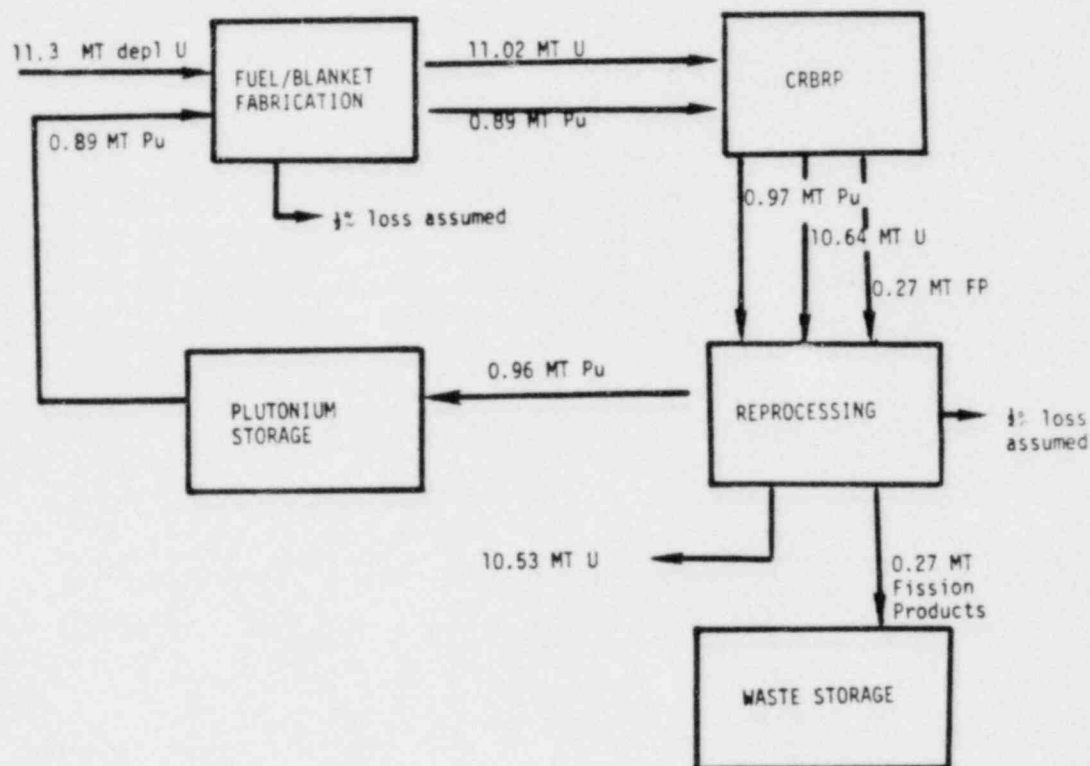 11.3 MT depl U
FUEL/BLANKET
FABRICATION
11.02 MT U
CRBRP
0.89 MT Pu
0.89 MT Pu
loss assumed
0.97 MT Pu
10.64 MT U
0.27 MT FP
PLUTONIUM
STORAGE
0.96 MT Pu
REPROCESSING
loss
assumed
10.53 MT U
0.27 MT
Fission
Products
WASTE STORAGE